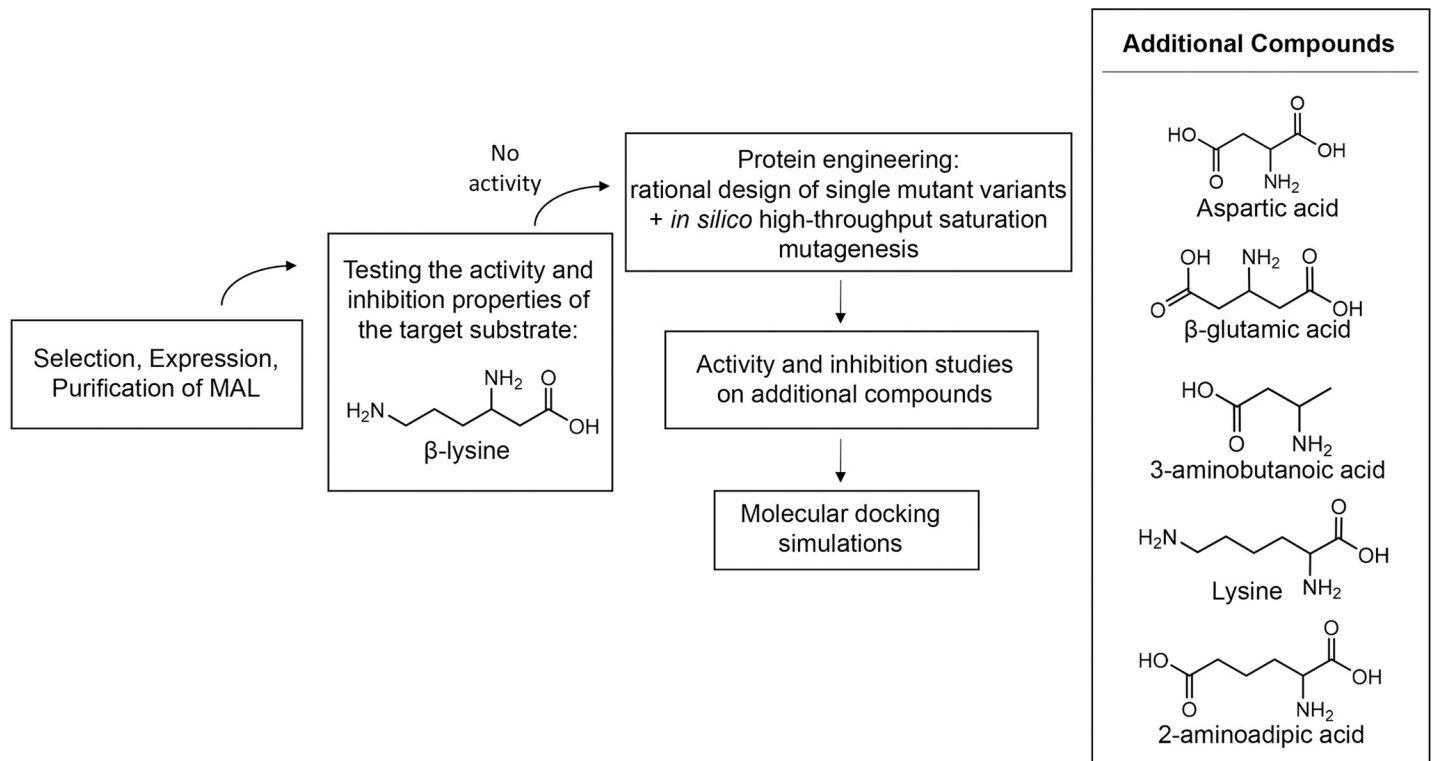 Selection, Expression,
Purification of MAL
Testing the activity and
inhibition properties of
the target substrate:
NH₂
O
H₂N
OH
β-lysine
No
activity
Protein engineering:
rational design of single mutant variants
+ in silico high-throughput saturation
mutagenesis
Activity and inhibition studies
on additional compounds
Molecular docking
simulations
Additional Compounds
O
HO
OH
O
NH₂
Aspartic acid
OH
NH₂
O
O
OH
β-glutamic acid
HO
O
NH₂
3-aminobutanoic acid
O
H₂N
OH
Lysine
NH₂
O
HO
OH
O
NH₂
2-aminoadipic acid